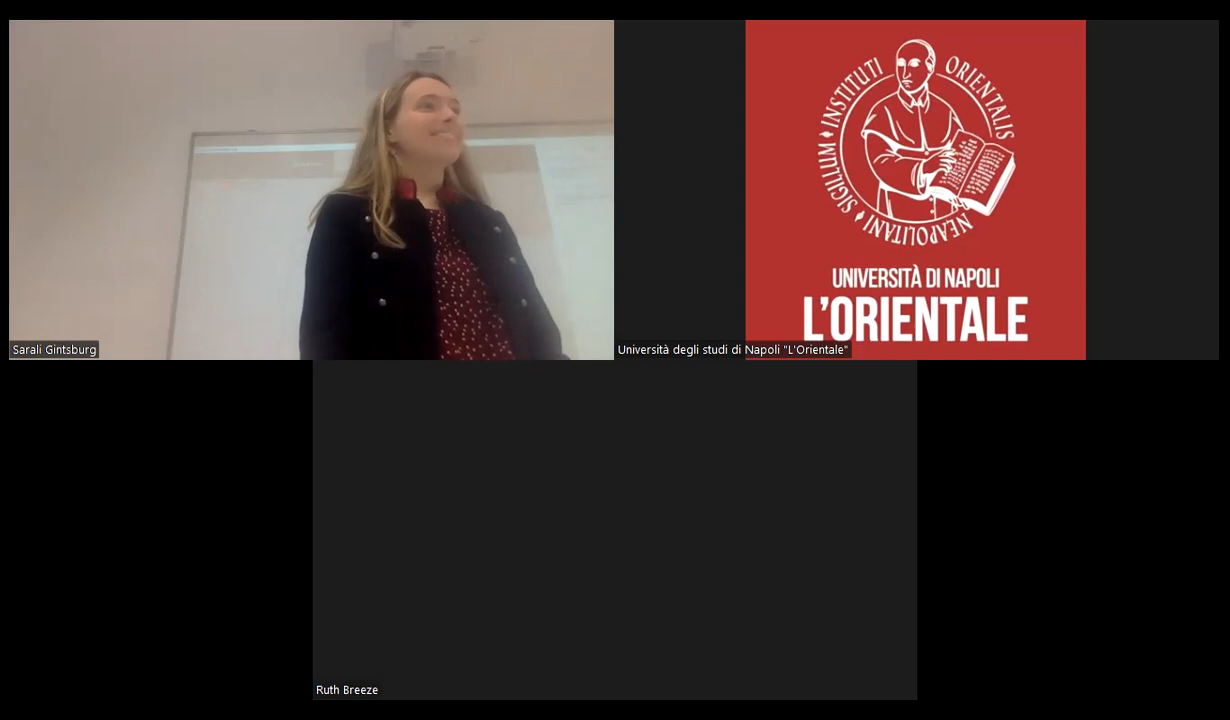 Sarali Gintsburg
SIGILLUM INSTITUTI ORIENTALIS NEAPOLITANI
UNIVERSITÀ DI NAPOLI
L'ORIENTALE
Università degli studi di Napoli "L'Orientale"
Ruth Breeze